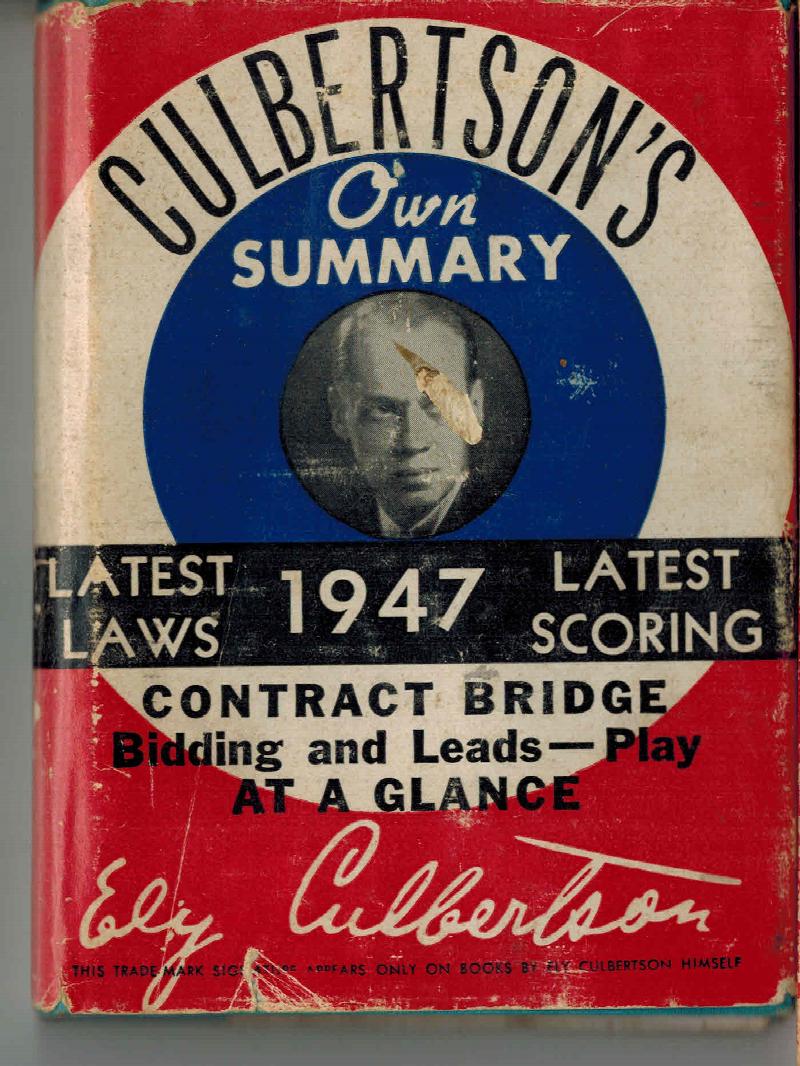 CULBERTSON'S
Own
SUMMARY
LATEST LAWS
1947
LATEST SCORING
CONTRACT BRIDGE
Bidding and Leads—Play
AT A GLANCE
Ely Culbertson
THIS TRADE MARK SIGNATURE APPEARS ONLY ON BOOKS BY ELY CULBERTSON HIMSELF